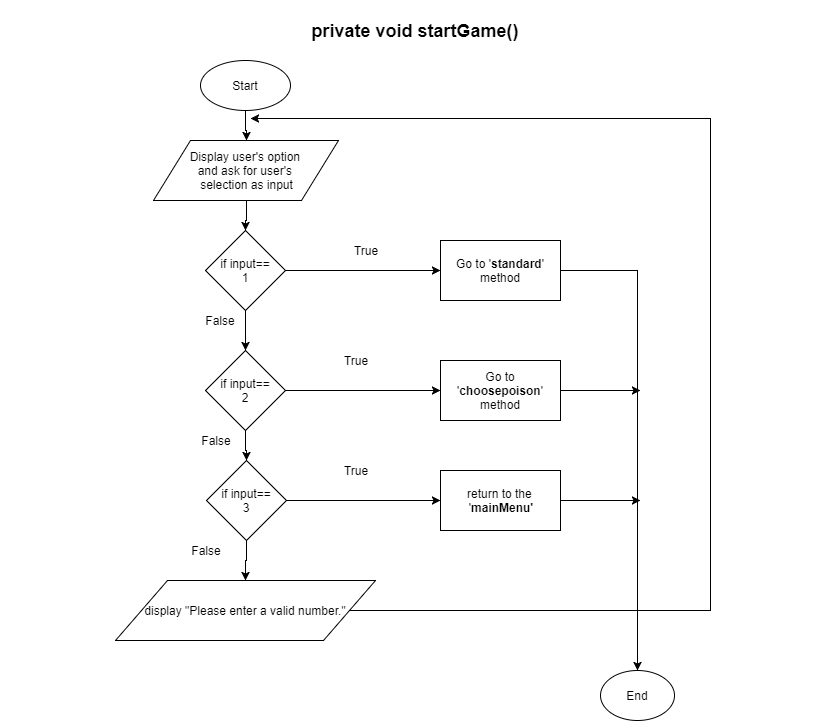 private void startGame()
Start
Display user's option
and ask for user's
selection as input
if input==
1
True
Go to 'standard'
method
False
if input==
2
True
Go to
'choosepoison'
method
False
if input==
3
True
return to the
'mainMenu'
False
display "Please enter a valid number."
End